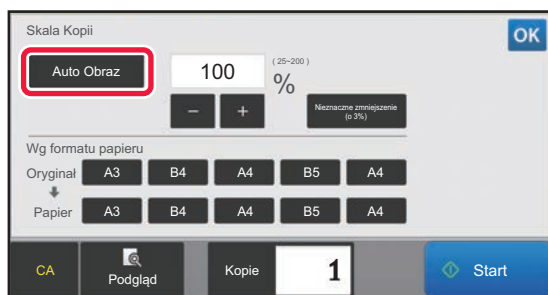 Skala Kopii
OK
Auto Obraz
100
(25~200)
%
−
+
Nieznaczne zmniejszenie
(o 3%)
Wg formatu papieru
Oryginał A3 B4 A4 B5 A4
Papier A3 B4 A4 B5 A4
CA
Podgląd
Kopie
1
Start